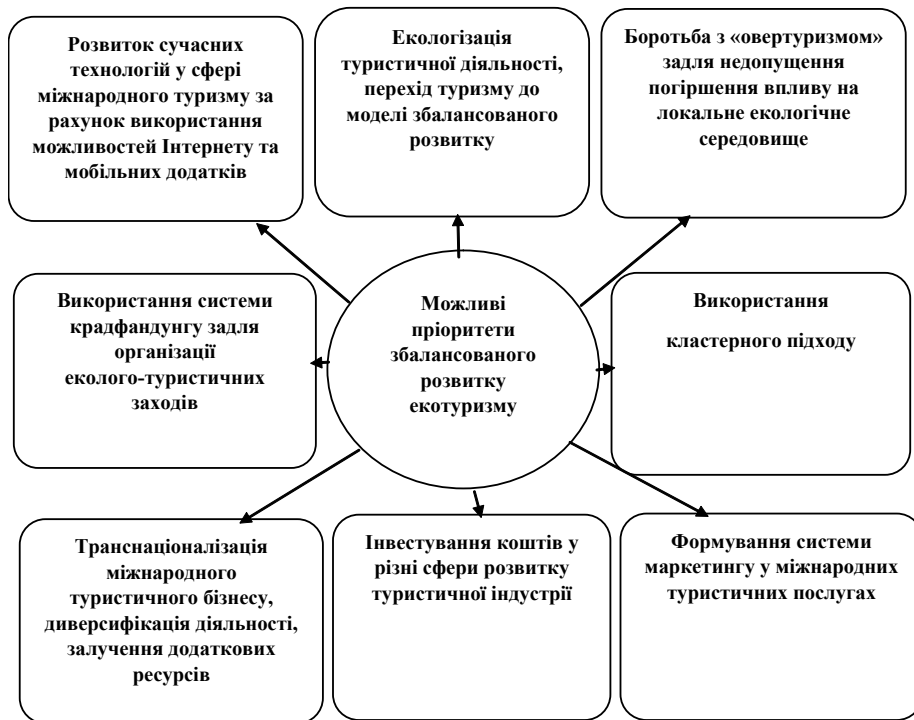 Розвиток сучасних
технологій у сфері
міжнародного туризму за
рахунок використання
можливостей Інтернету та
мобільних додатків
Екологізація
туристичної діяльності,
перехід туризму до
моделі збалансованого
розвитку
Боротьба з «овертуризмом»
задля недопущення
погіршення впливу на
локальне екологічне
середовище
Використання системи
крадфандунгу задля
організації
еколого-туристичних
заходів
Можливі
пріоритети
збалансованого
розвитку
екотуризму
Використання
кластерного підходу
Транснаціоналізація
міжнародного
туристичного бізнесу,
диверсифікація діяльності,
залучення додаткових
ресурсів
Інвестування коштів у
різні сфери розвитку
туристичної індустрії
Формування системи
маркетингу у міжнародних
туристичних послугах